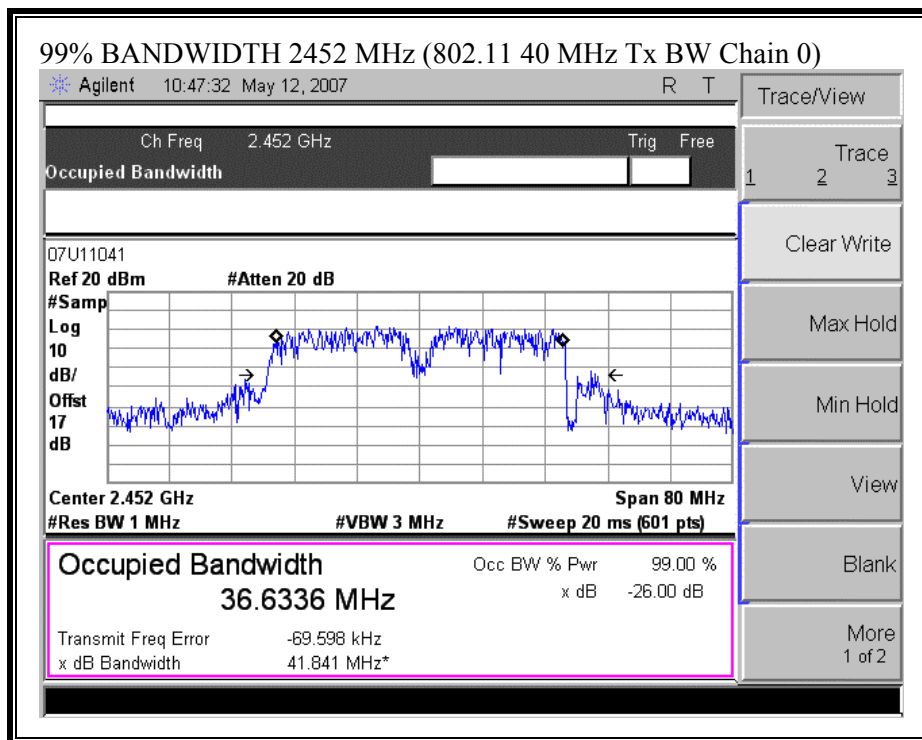 99% BANDWIDTH 2452 MHz (802.11 40 MHz Tx BW Chain 0)
Agilent 10:47:32 May 12, 2007 R T
Trace/View
Ch Freq 2.452 GHz Trig Free
Occupied Bandwidth
Trace
1 2 3
Clear Write
07U11041
Ref 20 dBm #Atten 20 dB
#Samp
Log
10
dB/
Offst
17
dB
Max Hold
Min Hold
View
Center 2.452 GHz Span 80 MHz
#Res BW 1 MHz #VBW 3 MHz #Sweep 20 ms (601 pts)
Occupied Bandwidth Occ BW % Pwr 99.00 %
36.6336 MHz x dB -26.00 dB
Transmit Freq Error -69.598 kHz
x dB Bandwidth 41.841 MHz*
Blank
More
1 of 2